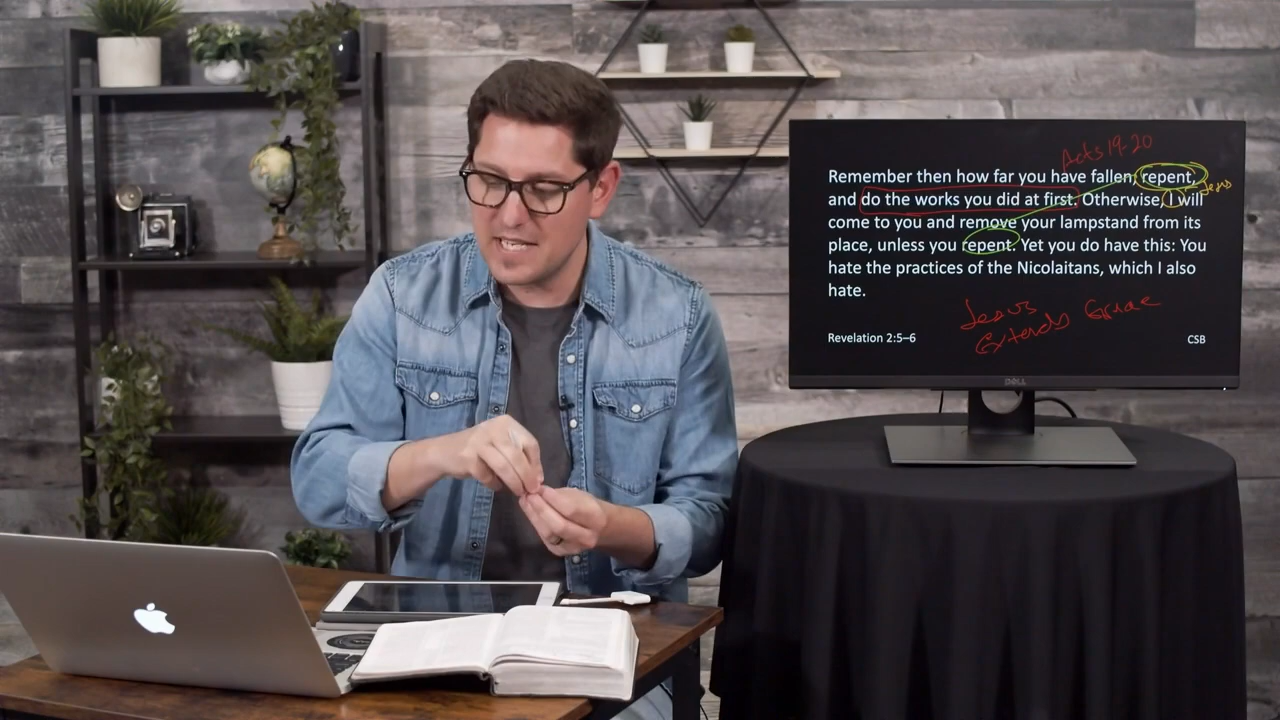 Acts 19-20
Remember then how far you have fallen; repent,
and do the works you did at first. Otherwise, I will
Jesus
come to you and remove your lampstand from its
place, unless you repent. Yet you do have this: You
hate the practices of the Nicolaitans, which I also
hate.
Jesus
Extends Grace
Revelation 2:5–6
CSB
DELL